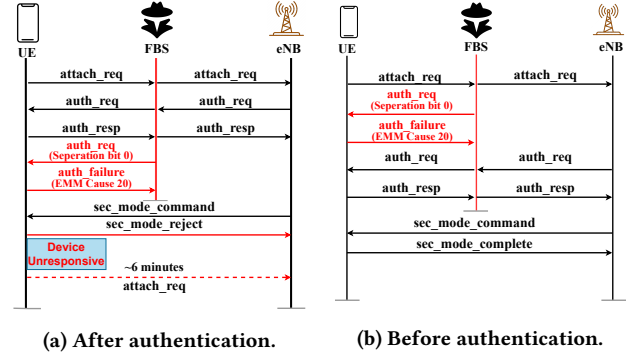 UE
FBS
eNB
attach_req
attach_req
auth_req
auth_req
auth_resp
auth_resp
auth_req
(Seperation bit 0)
auth_failure
(EMM Cause 20)
sec_mode_command
sec_mode_reject
Device
Unresponsive
~6 minutes
attach_req
(a) After authentication.
UE
FBS
eNB
attach_req
attach_req
auth_req
(Seperation bit 0)
auth_failure
(EMM Cause 20)
auth_req
auth_req
auth_resp
auth_resp
sec_mode_command
sec_mode_complete
(b) Before authentication.